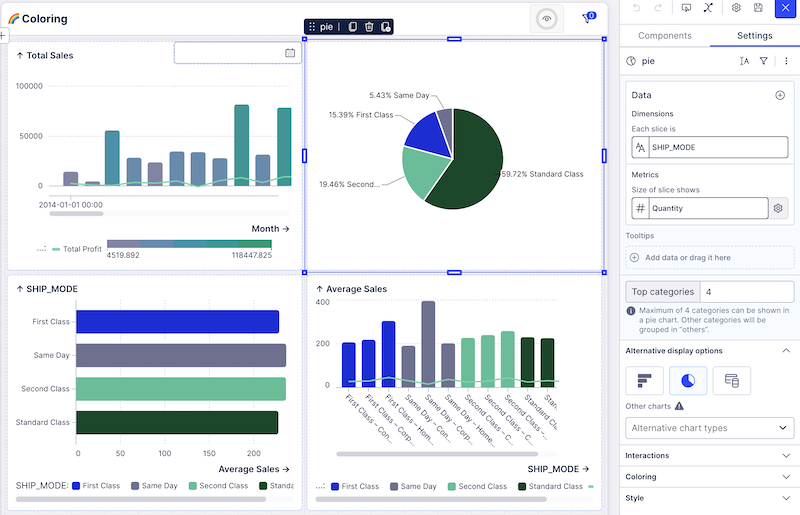 Coloring
pie
0
Components
Settings
pie
↑ Total Sales
100000
50000
0
2014-01-01 00:00
Month →
...: Total Profit
4519.892
118447.825
5.43% Same Day
15.39% First Class
19.46% Second...
59.72% Standard Class
↑ SHIP_MODE
First Class
Same Day
Second Class
Standard Class
0 50 100 150 200
Average Sales →
SHIP_MODE: First Class Same Day Second Class Standa
↑ Average Sales
400
200
0
First Class – Con...
First Class – Corp...
First Class – Hom...
Same Day – Con...
Same Day – Corp...
Same Day – Home...
Second Class – C...
Second Class – C...
Second Class – ...
Standard Cl...
Stan...
SHIP_MODE →
...: First Class Same Day Second Class Standard Class
Data
Dimensions
Each slice is
SHIP_MODE
Metrics
Size of slice shows
# Quantity
Tooltips
Add data or drag it here
Top categories 4
Maximum of 4 categories can be shown in
a pie chart. Other categories will be
grouped in "others".
Alternative display options
Other charts
Alternative chart types
Interactions
Coloring
Style